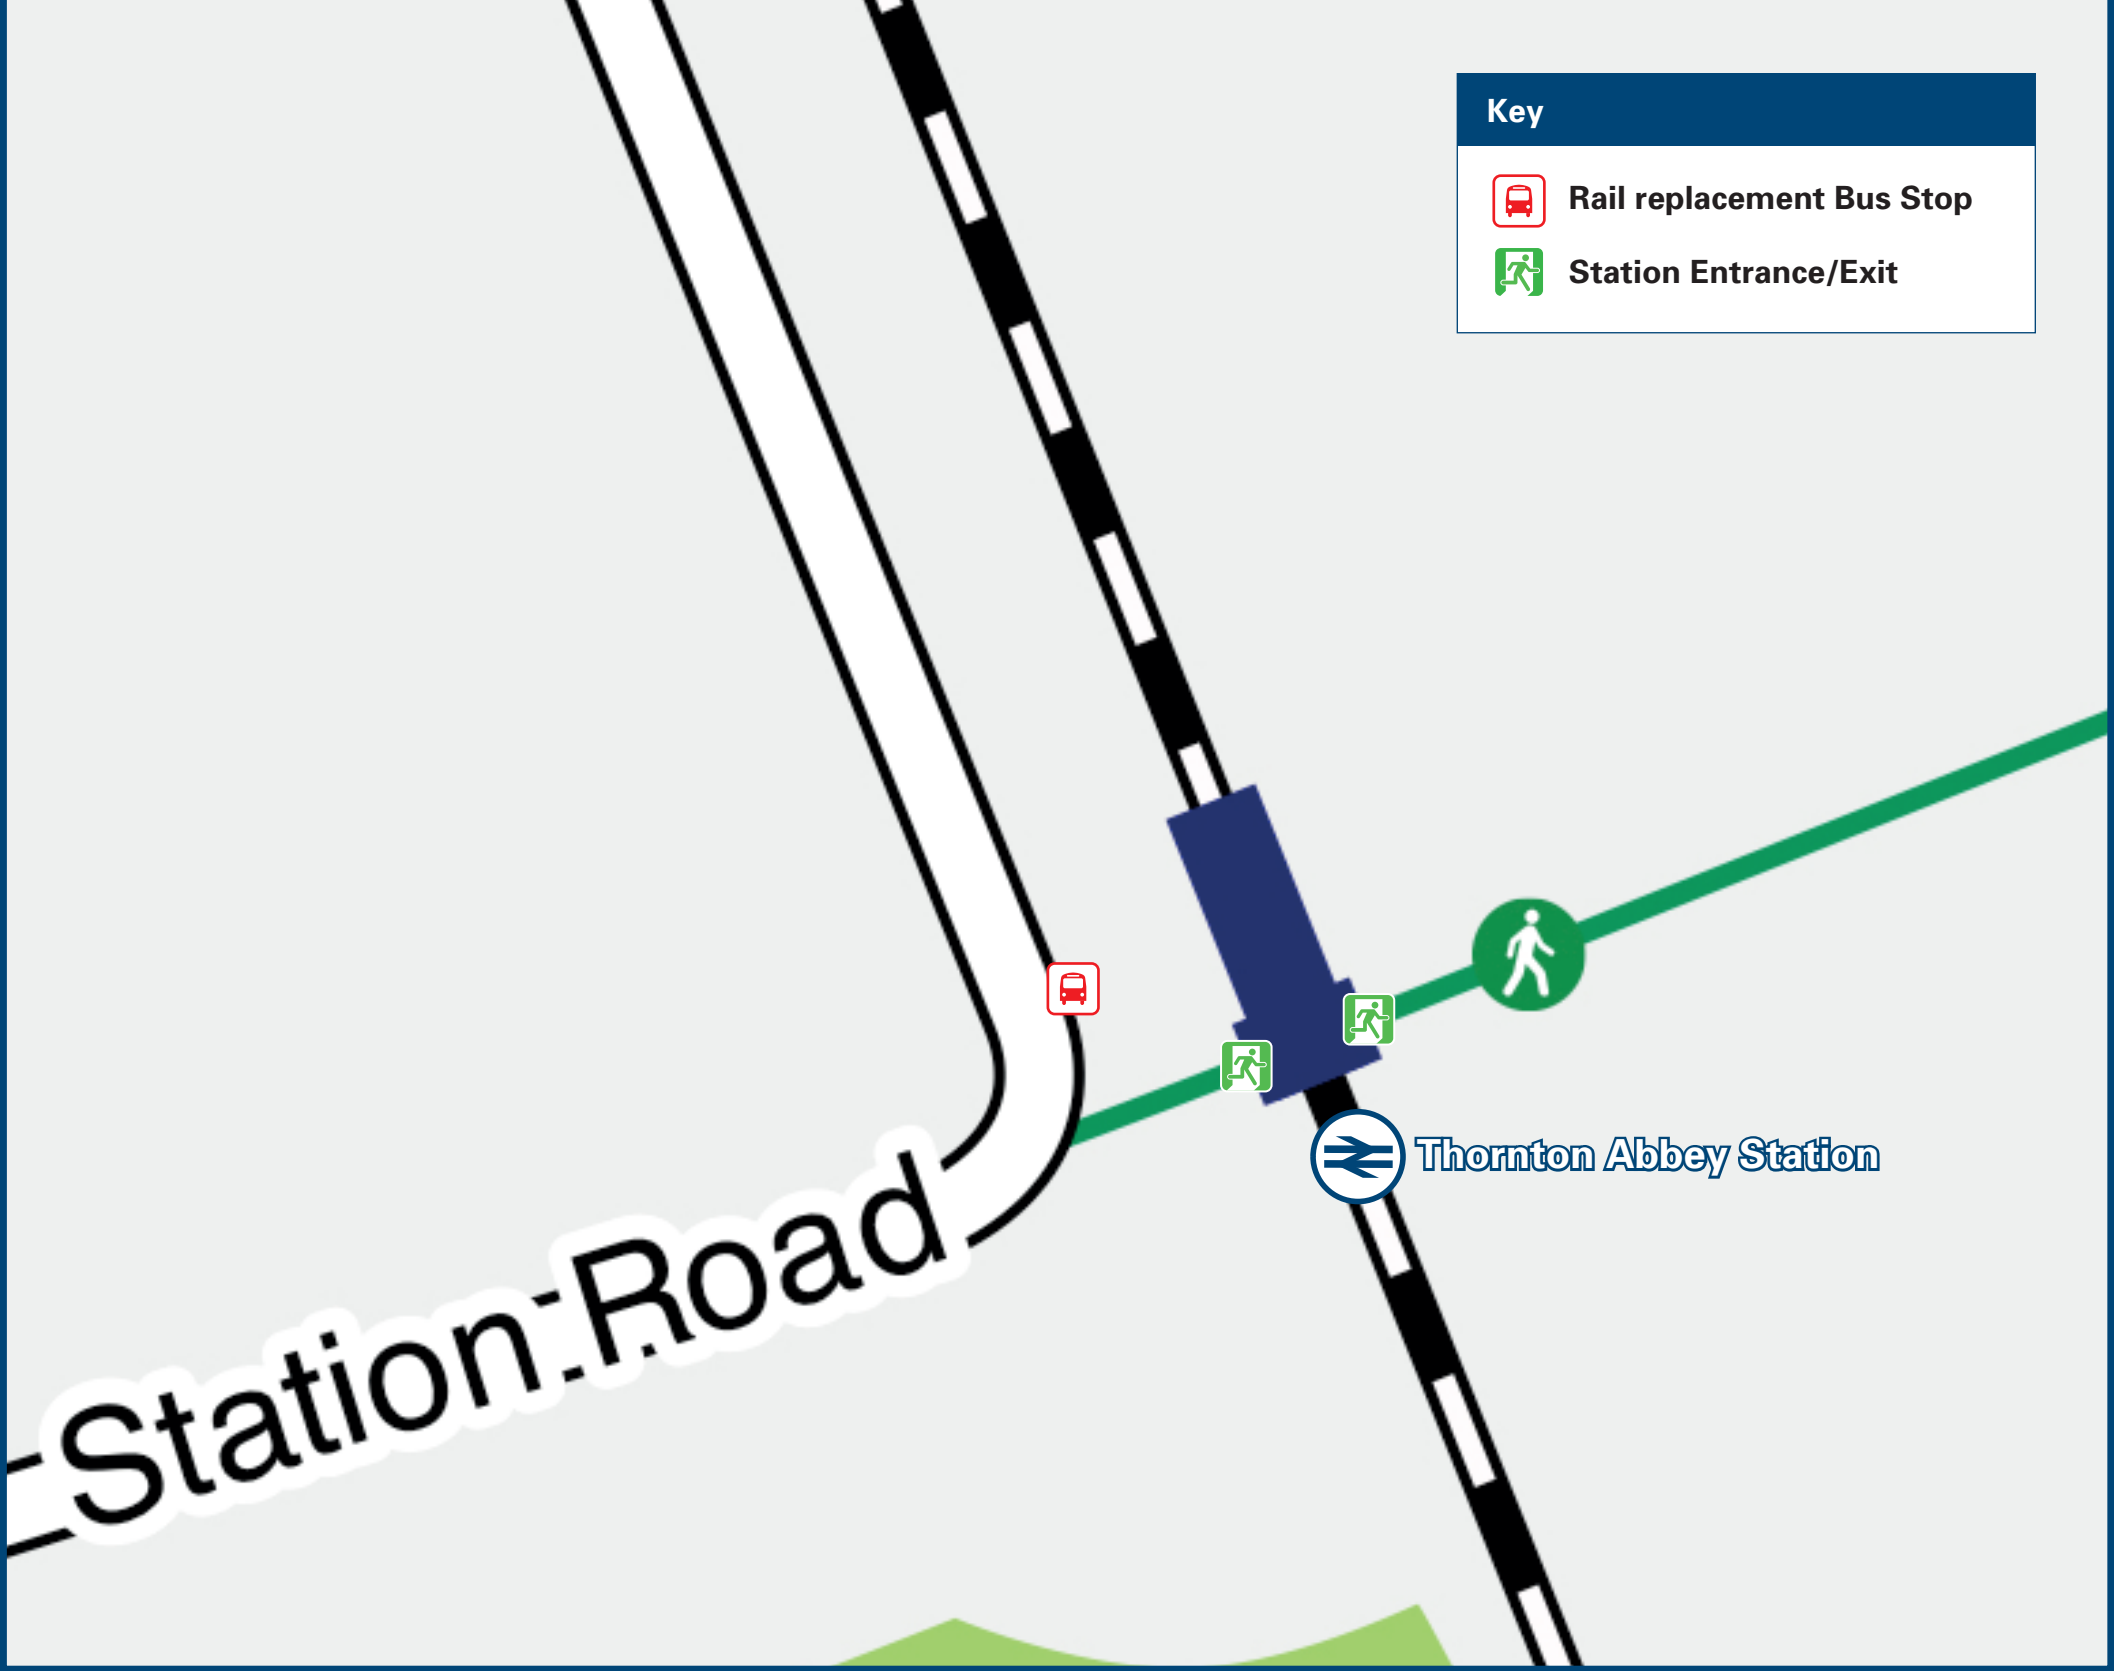 Key
Rail replacement Bus Stop
Station Entrance/Exit
Thornton Abbey Station
Station Road